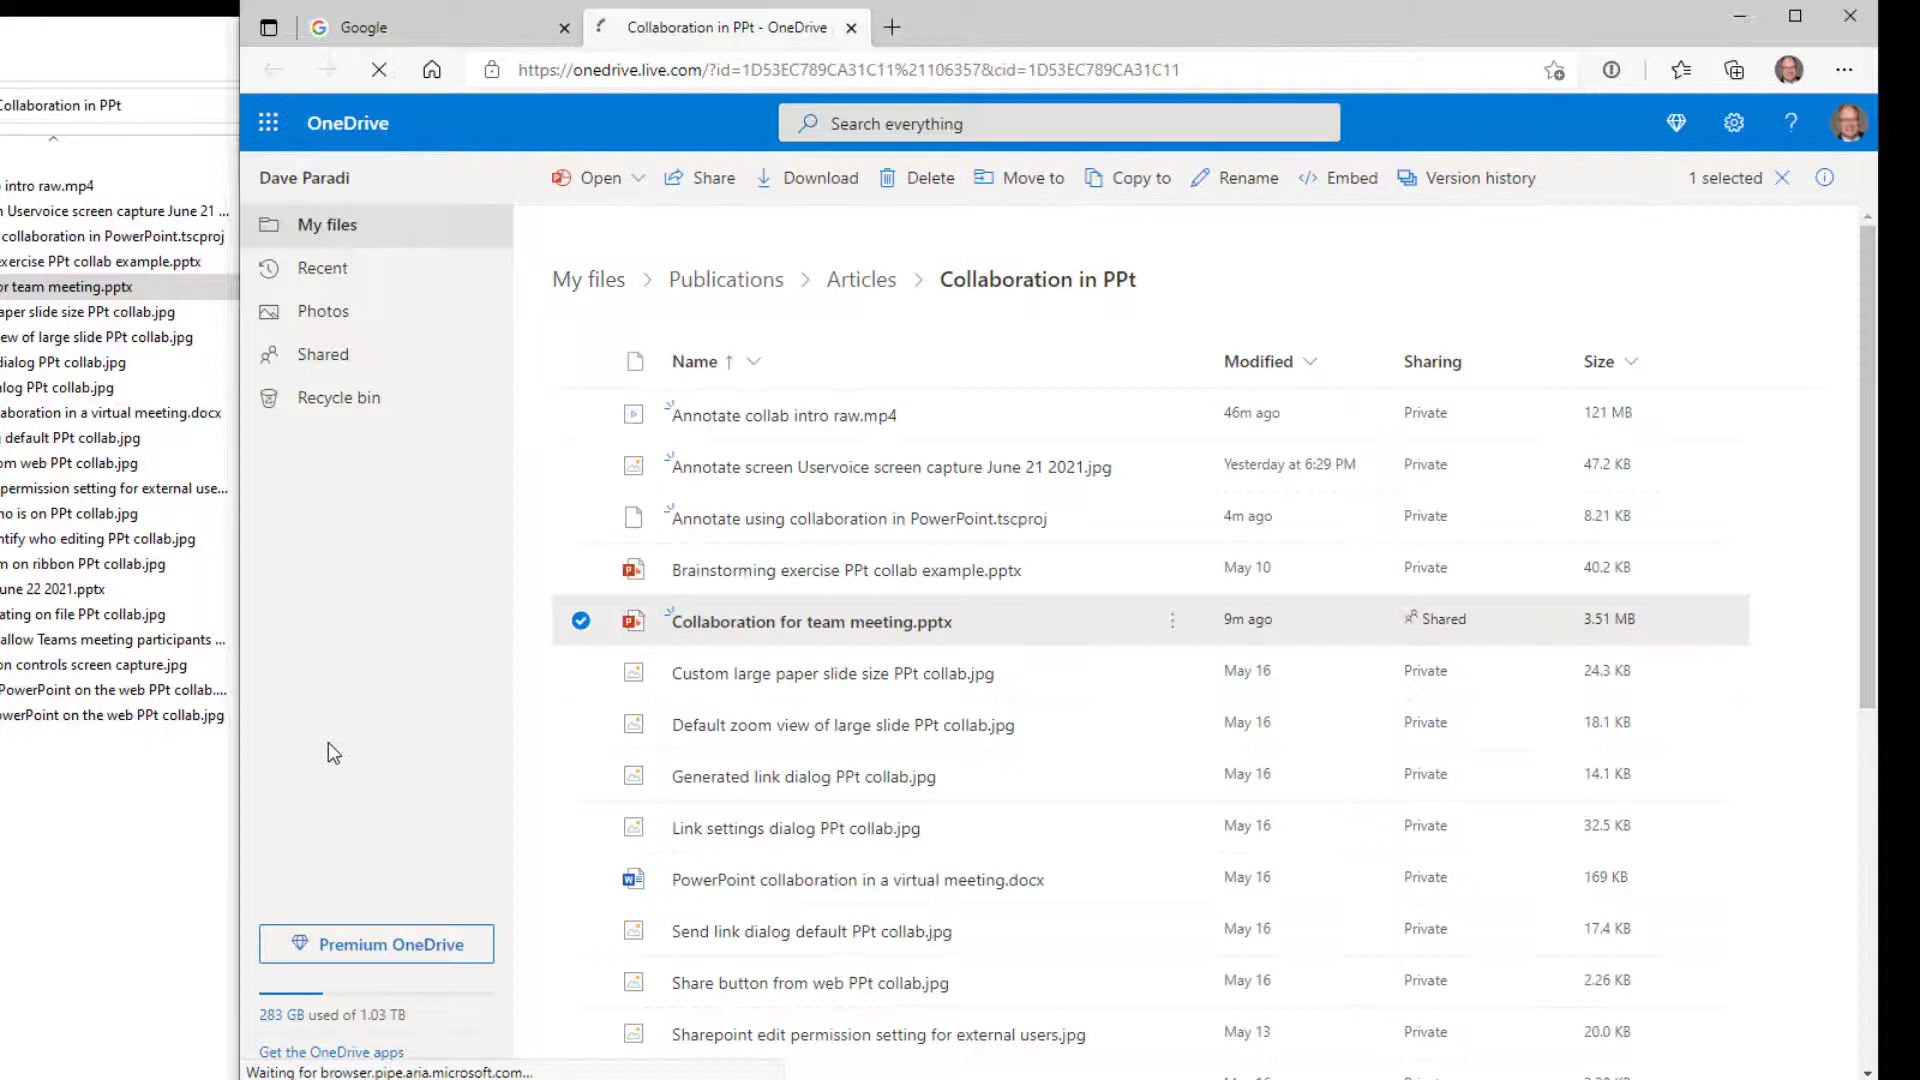 Google
Collaboration in PPt - OneDrive
https://onedrive.live.com/?id=1D53EC789CA31C11%21106357&cid=1D53EC789CA31C11
Collaboration in PPt
intro raw.mp4
Uservoice screen capture June 21 ...
collaboration in PowerPoint.tscproj
exercise PPt collab example.pptx
or team meeting.pptx
aper slide size PPt collab.jpg
ew of large slide PPt collab.jpg
dialog PPt collab.jpg
alog PPt collab.jpg
aboration in a virtual meeting.docx
default PPt collab.jpg
om web PPt collab.jpg
permission setting for external use...
ho is on PPt collab.jpg
ntify who editing PPt collab.jpg
m on ribbon PPt collab.jpg
une 22 2021.pptx
ating on file PPt collab.jpg
allow Teams meeting participants ...
on controls screen capture.jpg
PowerPoint on the web PPt collab....
owerPoint on the web PPt collab.jpg
OneDrive
Search everything
Dave Paradi
Open
Share
Download
Delete
Move to
Copy to
Rename
Embed
Version history
1 selected
My files
Recent
Photos
Shared
Recycle bin
Premium OneDrive
283 GB used of 1.03 TB
Get the OneDrive apps
Waiting for browser.pipe.aria.microsoft.com...
My files > Publications > Articles > Collaboration in PPt
Name Modified Sharing Size
Annotate collab intro raw.mp4 46m ago Private 121 MB
Annotate screen Uservoice screen capture June 21 2021.jpg Yesterday at 6:29 PM Private 47.2 KB
Annotate using collaboration in PowerPoint.tscproj 4m ago Private 8.21 KB
Brainstorming exercise PPt collab example.pptx May 10 Private 40.2 KB
Collaboration for team meeting.pptx 9m ago Shared 3.51 MB
Custom large paper slide size PPt collab.jpg May 16 Private 24.3 KB
Default zoom view of large slide PPt collab.jpg May 16 Private 18.1 KB
Generated link dialog PPt collab.jpg May 16 Private 14.1 KB
Link settings dialog PPt collab.jpg May 16 Private 32.5 KB
PowerPoint collaboration in a virtual meeting.docx May 16 Private 169 KB
Send link dialog default PPt collab.jpg May 16 Private 17.4 KB
Share button from web PPt collab.jpg May 16 Private 2.26 KB
Sharepoint edit permission setting for external users.jpg May 13 Private 20.0 KB